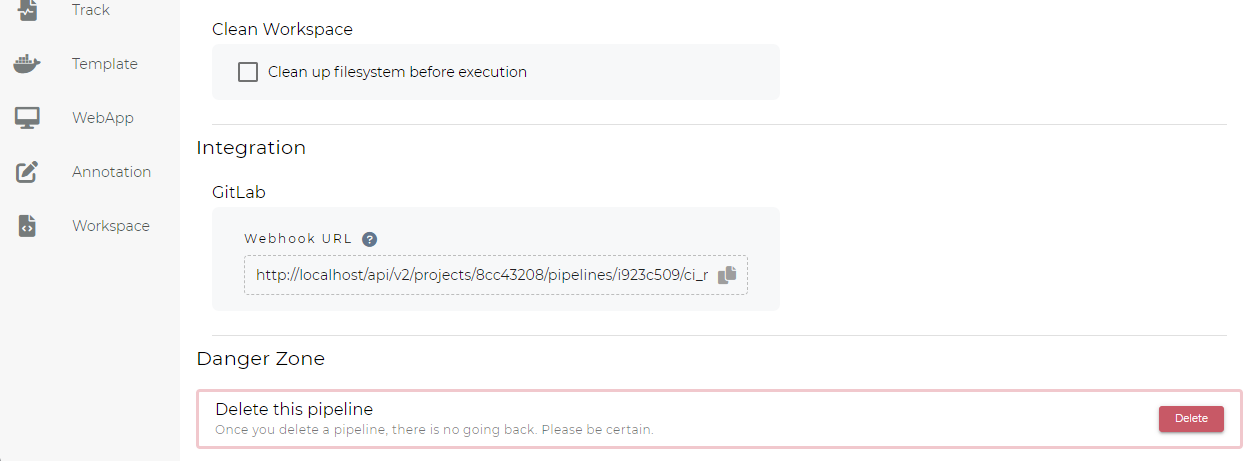 Track
Template
WebApp
Annotation
Workspace
Clean Workspace
Clean up filesystem before execution
Integration
GitLab
Webhook URL ?
http://localhost/api/v2/projects/8cc43208/pipelines/i923c509/ci_r
Danger Zone
Delete this pipeline
Once you delete a pipeline, there is no going back. Please be certain.
Delete